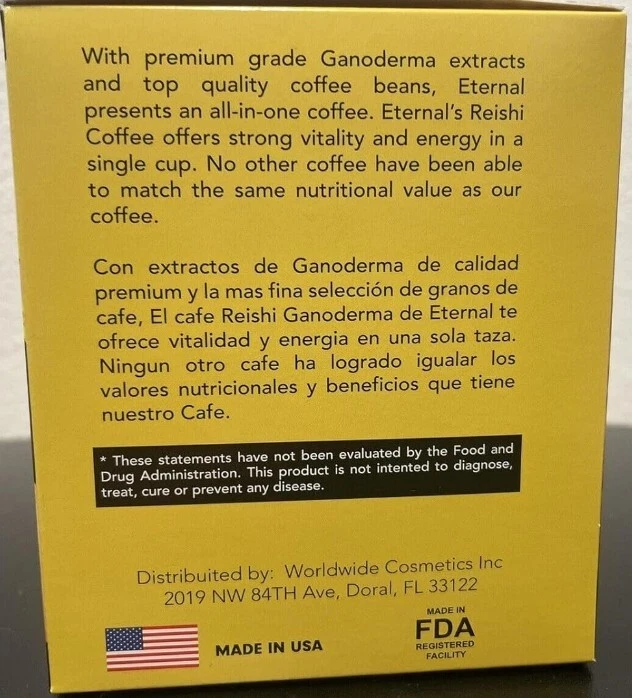 With premium grade Ganoderma extracts
and top quality coffee beans, Eternal
presents an all-in-one coffee. Eternal's Reishi
Coffee offers strong vitality and energy in a
single cup. No other coffee have been able
to match the same nutritional value as our
coffee.
Con extractos de Ganoderma de calidad
premium y la mas fina selección de granos de
cafe, El cafe Reishi Ganoderma de Eternal te
ofrece vitalidad y energia en una sola taza.
Ningun otro cafe ha logrado igualar los
valores nutricionales y beneficios que tiene
nuestro Cafe.
* These statements have not been evaluated by the Food and
Drug Administration. This product is not intented to diagnose,
treat, cure or prevent any disease.
Distribuited by: Worldwide Cosmetics Inc
2019 NW 84TH Ave, Doral, FL 33122
MADE IN USA
MADE IN
FDA
REGISTERED
FACILITY